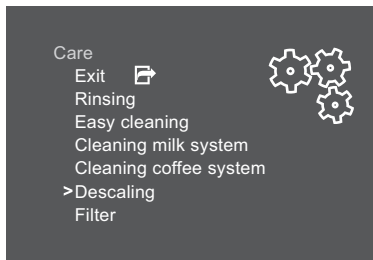 Care
Exit
Rinsing
Easy cleaning
Cleaning milk system
Cleaning coffee system
>Descaling
Filter